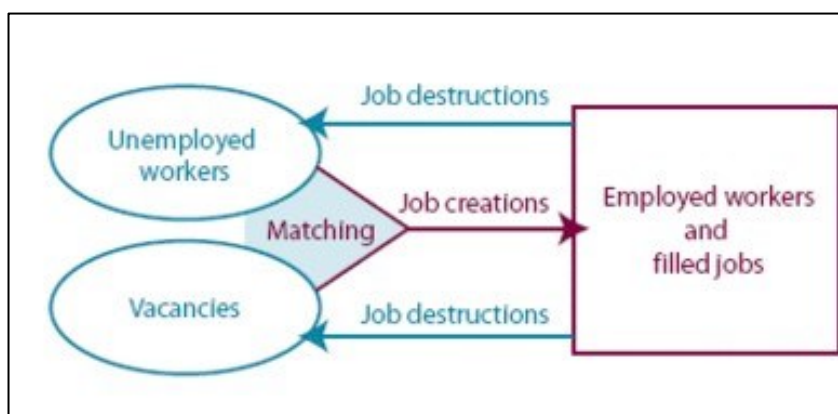 Job destructions
Unemployed
workers
Matching
Job creations
Employed workers
and
filled jobs
Vacancies
Job destructions